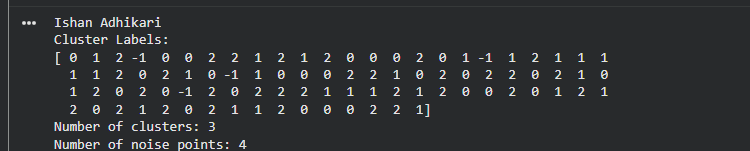 Ishan Adhikari
Cluster Labels:
[ 0 1 2 -1 0 0 2 2 1 2 1 2 0 0 0 2 0 1 -1 1 2 1 1 1
1 1 2 0 2 1 0 -1 1 0 0 0 2 2 1 0 2 0 2 2 0 2 1 0
1 2 0 2 0 -1 2 0 2 2 2 1 1 1 2 1 2 0 0 2 0 1 2 1
2 0 2 1 2 0 2 1 1 2 0 0 0 2 2 1]
Number of clusters: 3
Number of noise points: 4